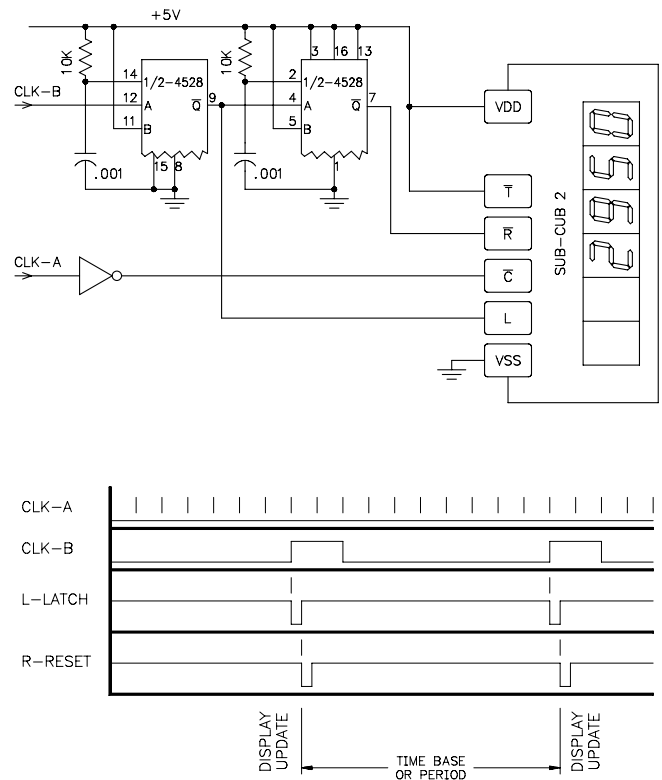 +5V
10K
14
1/2-4528
CLK-B
12
A
Q̅
9
11
B
15
8
.001
10K
3
16
13
2
1/2-4528
4
A
Q̅
7
5
B
1
.001
CLK-A
VDD
T̅
R̅
C̅
L
VSS
SUB-CUB 2
2950
CLK-A
CLK-B
L-LATCH
R-RESET
DISPLAY
UPDATE
TIME BASE
OR PERIOD
DISPLAY
UPDATE